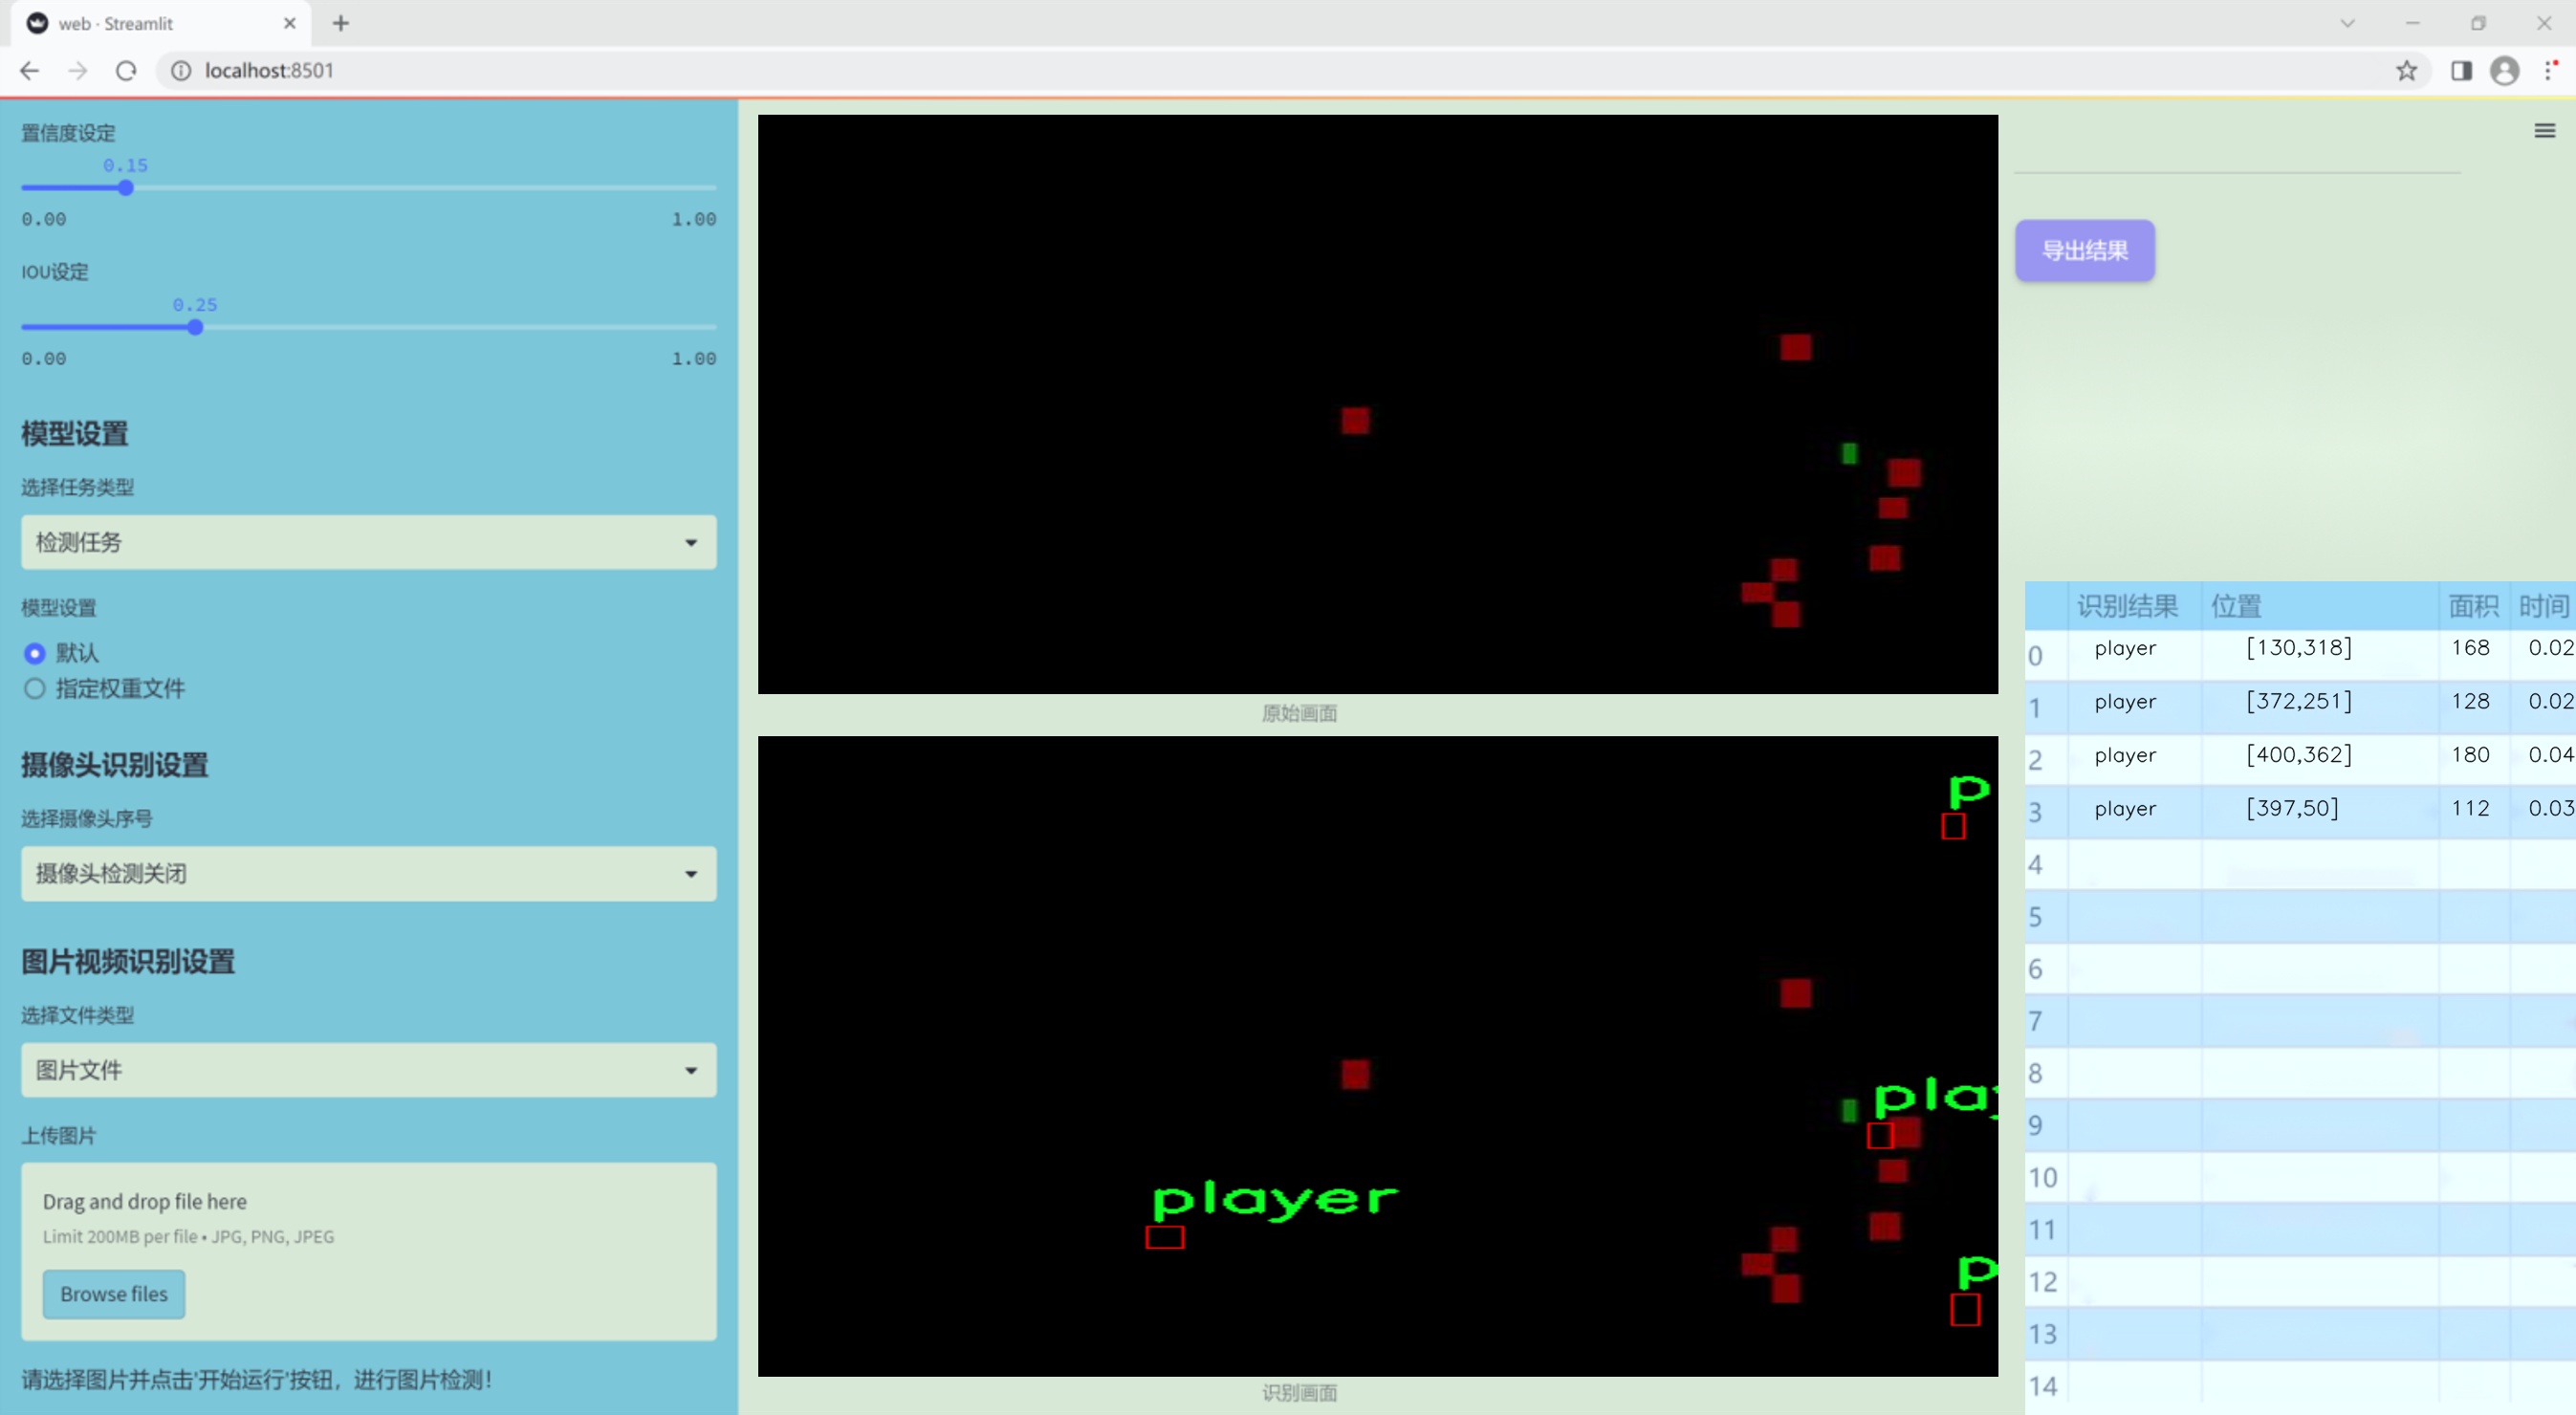 web · Streamlit
localhost:8501
置信度设定
0.15
0.00 1.00
IOU设定
0.25
0.00 1.00
模型设置
选择任务类型
检测任务
模型设置
默认
指定权重文件
摄像头识别设置
选择摄像头序号
摄像头检测关闭
图片视频识别设置
选择文件类型
图片文件
上传图片
Drag and drop file here
Limit 200MB per file • JPG, PNG, JPEG
Browse files
请选择图片并点击'开始运行'按钮，进行图片检测！
原始画面
p
play
player
p
识别画面
导出结果
识别结果 位置 面积 时间
0 player [130,318] 168 0.02
1 player [372,251] 128 0.02
2 player [400,362] 180 0.04
3 player [397,50] 112 0.03
4
5
6
7
8
9
10
11
12
13
14